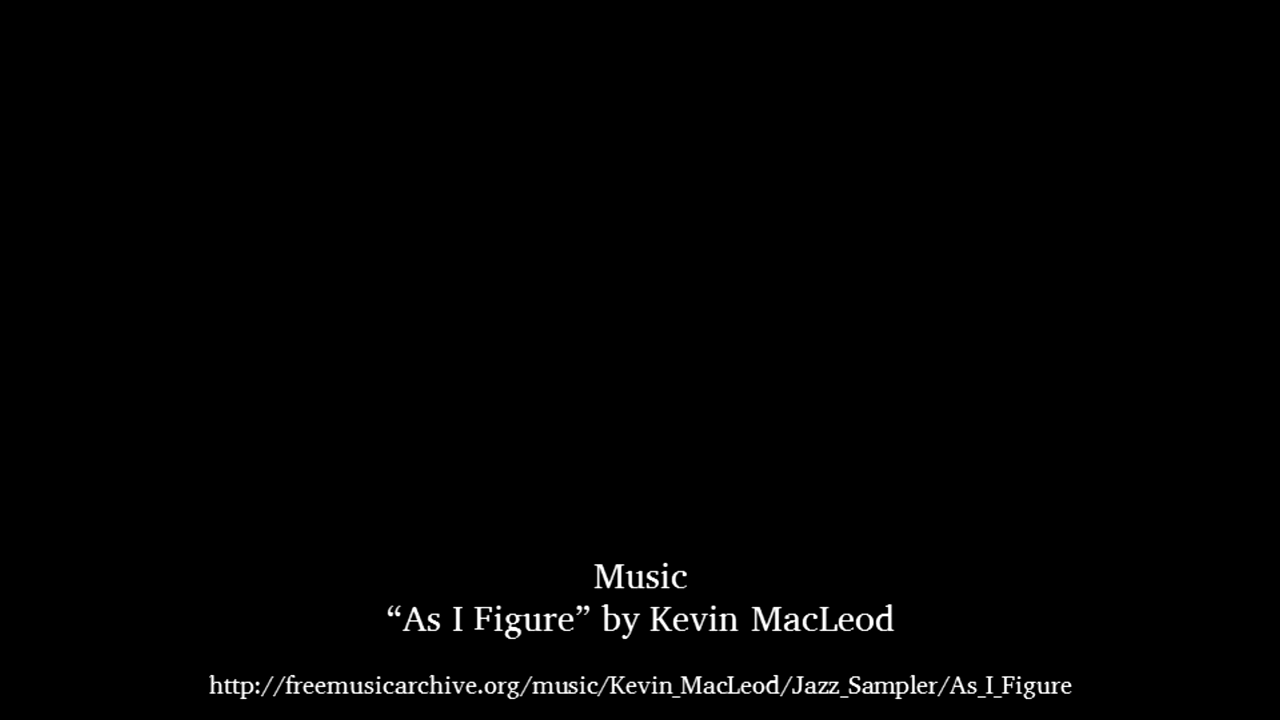 Music
“As I Figure” by Kevin MacLeod
http://freemusicarchive.org/music/Kevin_MacLeod/Jazz_Sampler/As_I_Figure